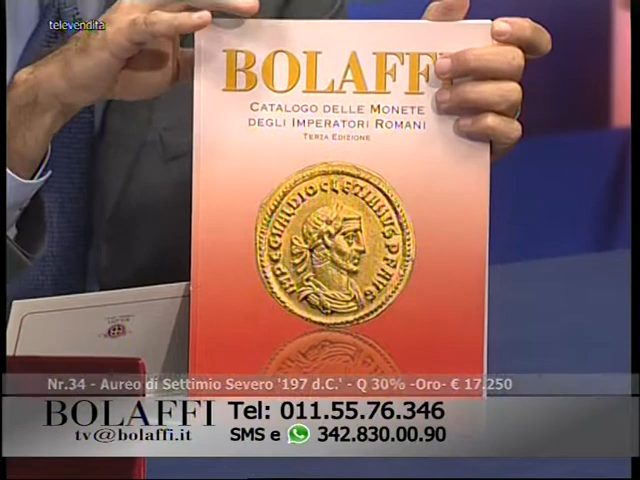 televendita
BOLAFFI
CATALOGO DELLE MONETE
DEGLI IMPERATORI ROMANI
TERZA EDIZIONE
Nr.34 - Aureo di Settimio Severo '197 d.C.' - Q 30% -Oro- € 17.250
BOLAFFI
tv@bolaffi.it
Tel: 011.55.76.346
SMS e 342.830.00.90